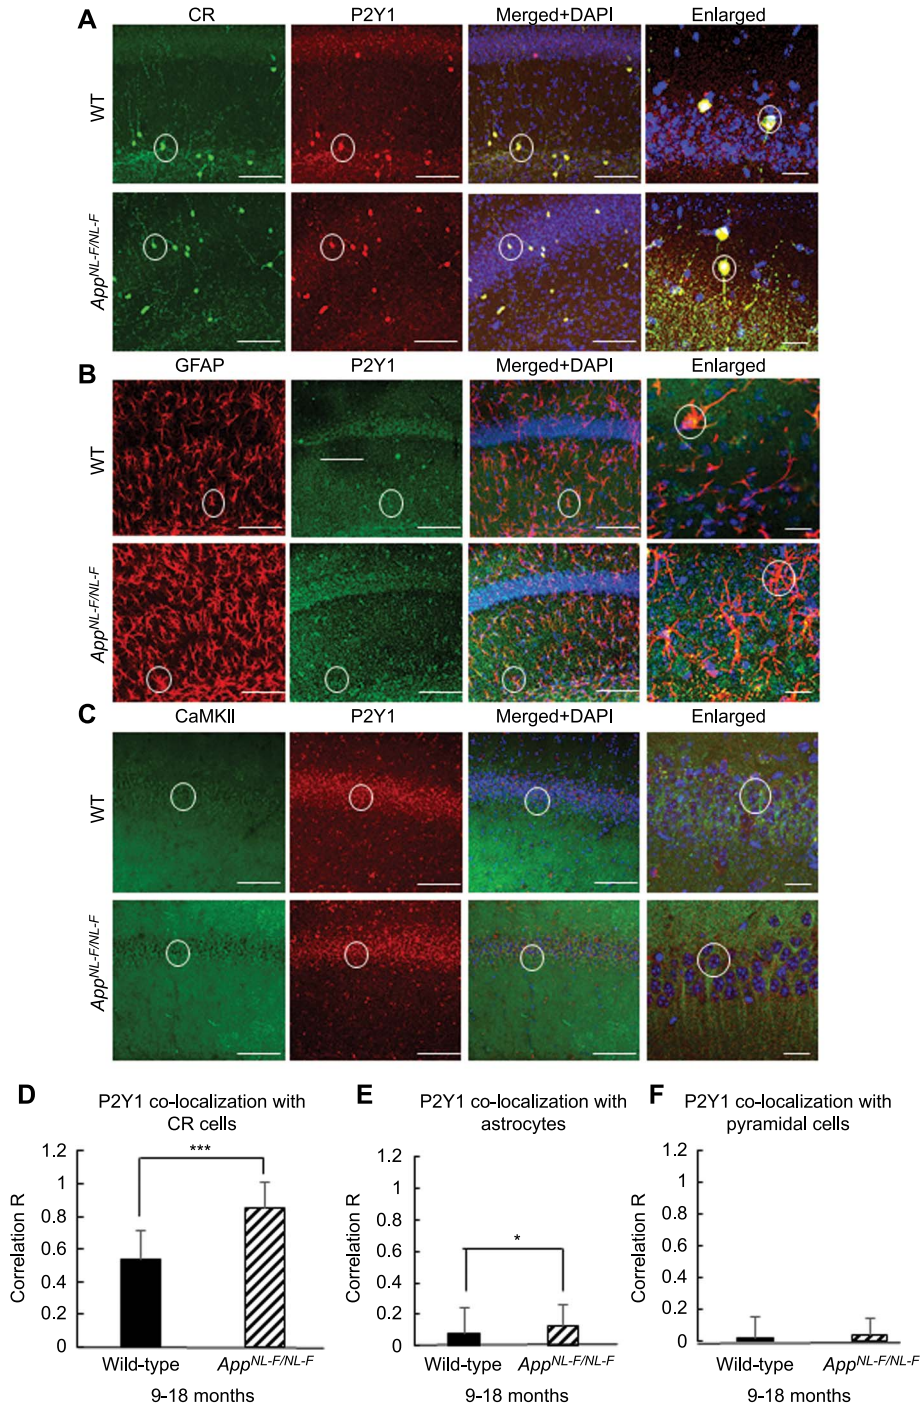 A
CR
P2Y1
Merged+DAPI
Enlarged
WT
App^NL-F/NL-F
B
GFAP
P2Y1
Merged+DAPI
Enlarged
WT
App^NL-F/NL-F
C
CaMKII
P2Y1
Merged+DAPI
Enlarged
WT
App^NL-F/NL-F
D
P2Y1 co-localization with
CR cells
Correlation R
1.2
1
0.8
0.6
0.4
0.2
0
***
Wild-type
App^NL-F/NL-F
9-18 months
E
P2Y1 co-localization with
astrocytes
Correlation R
1.2
1
0.8
0.6
0.4
0.2
0
*
Wild-type
App^NL-F/NL-F
9-18 months
F
P2Y1 co-localization with
pyramidal cells
Correlation R
1.2
1
0.8
0.6
0.4
0.2
0
Wild-type
App^NL-F/NL-F
9-18 months